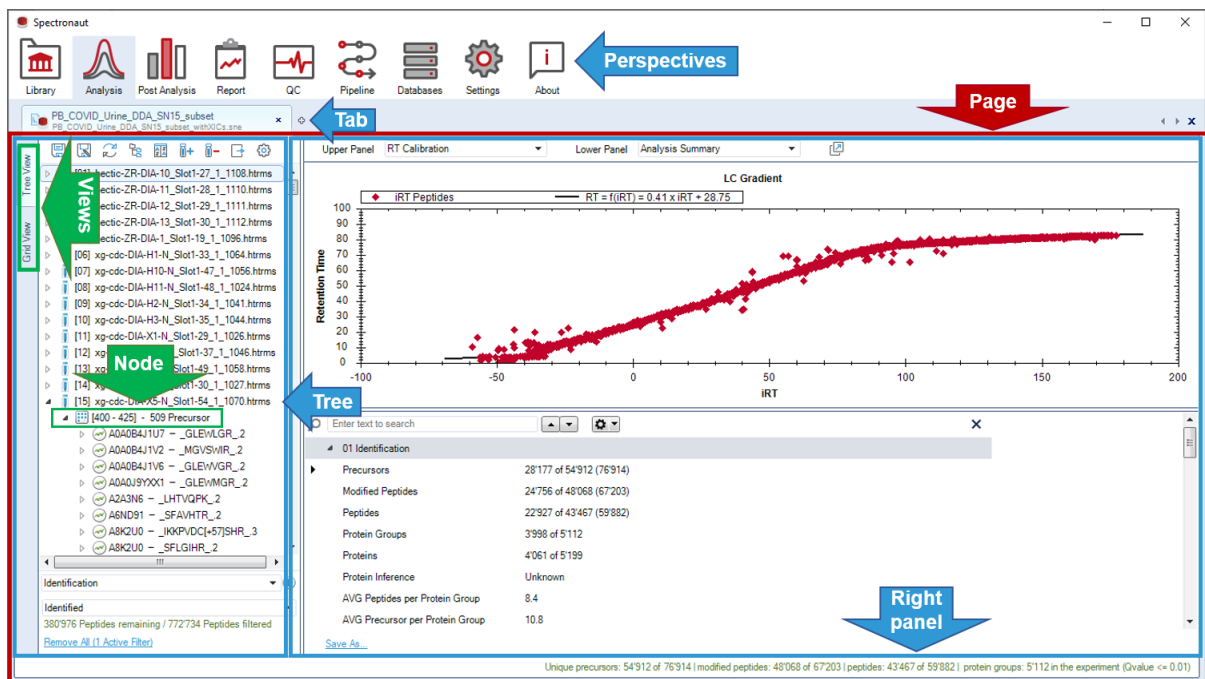 Spectronaut
Library Analysis Post Analysis Report QC Pipeline Databases Settings About
i
Perspectives
PB_COVID_Urine_DDA_SN15_subset
PB_COVID_Urine_DDA_SN15_subset_withXICs.sne
Tab
Page
Tree View
Grid View
Views
hectic-ZR-DIA-10_Slot1-27_1_1108.htrms
hectic-ZR-DIA-11_Slot1-28_1_1110.htrms
hectic-ZR-DIA-12_Slot1-29_1_1111.htrms
hectic-ZR-DIA-13_Slot1-30_1_1112.htrms
hectic-ZR-DIA-1_Slot1-19_1_1096.htrms
[06] xg-cdc-DIA-H1-N_Slot1-33_1_1064.htrms
[07] xg-cdc-DIA-H10-N_Slot1-47_1_1056.htrms
[08] xg-cdc-DIA-H11-N_Slot1-48_1_1024.htrms
[09] xg-cdc-DIA-H2-N_Slot1-34_1_1041.htrms
[10] xg-cdc-DIA-H3-N_Slot1-35_1_1044.htrms
[11] xg-cdc-DIA-X1-N_Slot1-29_1_1026.htrms
[12] xg-cdc-DIA- _Slot1-37_1_1046.htrms
[13] _Slot1-49_1_1058.htrms
[14] xg-cdc- Slot1-30_1_1027.htrms
[15] xg-cdc-DIA-X5-N_Slot1-54_1_1070.htrms
Node
Tree
[400 - 425] - 509 Precursor
A0A0B4J1U7 – _GLEWLGR_.2
A0A0B4J1V2 – _MGVSWIR_.2
A0A0B4J1V6 – _GLEWVGR_.2
A0A0J9YXX1 – _GLEWMGR_.2
A2A3N6 – _LHTVQPK_.2
A6ND91 – _SFAVHTR_.2
A8K2U0 – _IKKPVDC[+57]SHR_.3
A8K2U0 – _SFLGIHR_.2
Identification
Identified
380'976 Peptides remaining / 772'734 Peptides filtered
Remove All (1 Active Filter)
Upper Panel RT Calibration Lower Panel Analysis Summary
LC Gradient
iRT Peptides RT = f(iRT) = 0.41 x iRT + 28.75
Retention Time
100
90
80
70
60
50
40
30
20
10
0
-100 -50 0 50 100 150 200
iRT
Enter text to search
01 Identification
Precursors 28'177 of 54'912 (76'914)
Modified Peptides 24'756 of 48'068 (67'203)
Peptides 22'927 of 43'467 (59'882)
Protein Groups 3'998 of 5'112
Proteins 4'061 of 5'199
Protein Inference Unknown
AVG Peptides per Protein Group 8.4
AVG Precursor per Protein Group 10.8
Save As...
Right
panel
Unique precursors: 54'912 of 76'914 | modified peptides: 48'068 of 67'203 | peptides: 43'467 of 59'882 | protein groups: 5'112 in the experiment (Qvalue <= 0.01)